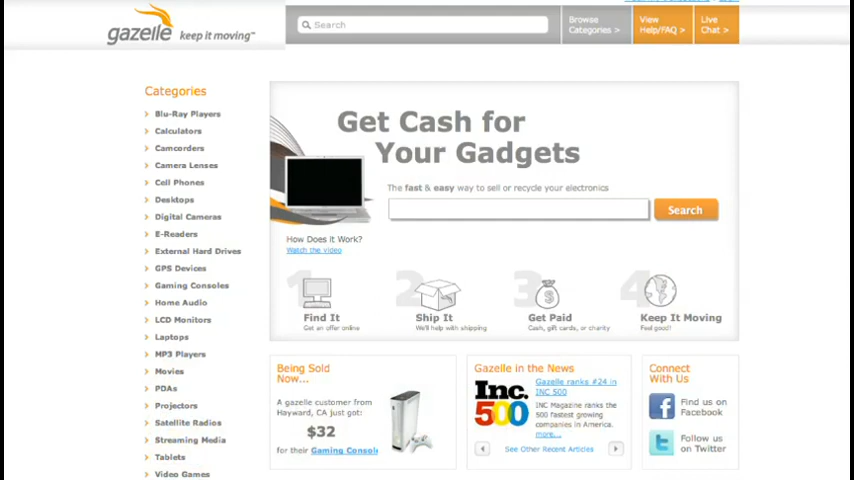 gazelle keep it moving™
Search
Browse
Categories >
View
Help/FAQ >
Live
Chat >
Categories
Blu-Ray Players
Calculators
Camcorders
Camera Lenses
Cell Phones
Desktops
Digital Cameras
E-Readers
External Hard Drives
GPS Devices
Gaming Consoles
Home Audio
LCD Monitors
Laptops
MP3 Players
Movies
PDAs
Projectors
Satellite Radios
Streaming Media
Tablets
Video Games
Get Cash for
Your Gadgets
The fast & easy way to sell or recycle your electronics
Search
How Does it Work?
Watch the video
1
Find It
Get an offer online
2
Ship It
We'll help with shipping
3
Get Paid
Cash, gift cards, or charity
4
Keep It Moving
Feel good!
Being Sold
Now...
A gazelle customer from
Hayward, CA just got:
$32
for their Gaming Consol
Gazelle in the News
Inc.
500
Gazelle ranks #24 in
INC 500
INC Magazine ranks the
500 fastest growing
companies in America.
more...
See Other Recent Articles
Connect
With Us
Find us on
Facebook
Follow us
on Twitter